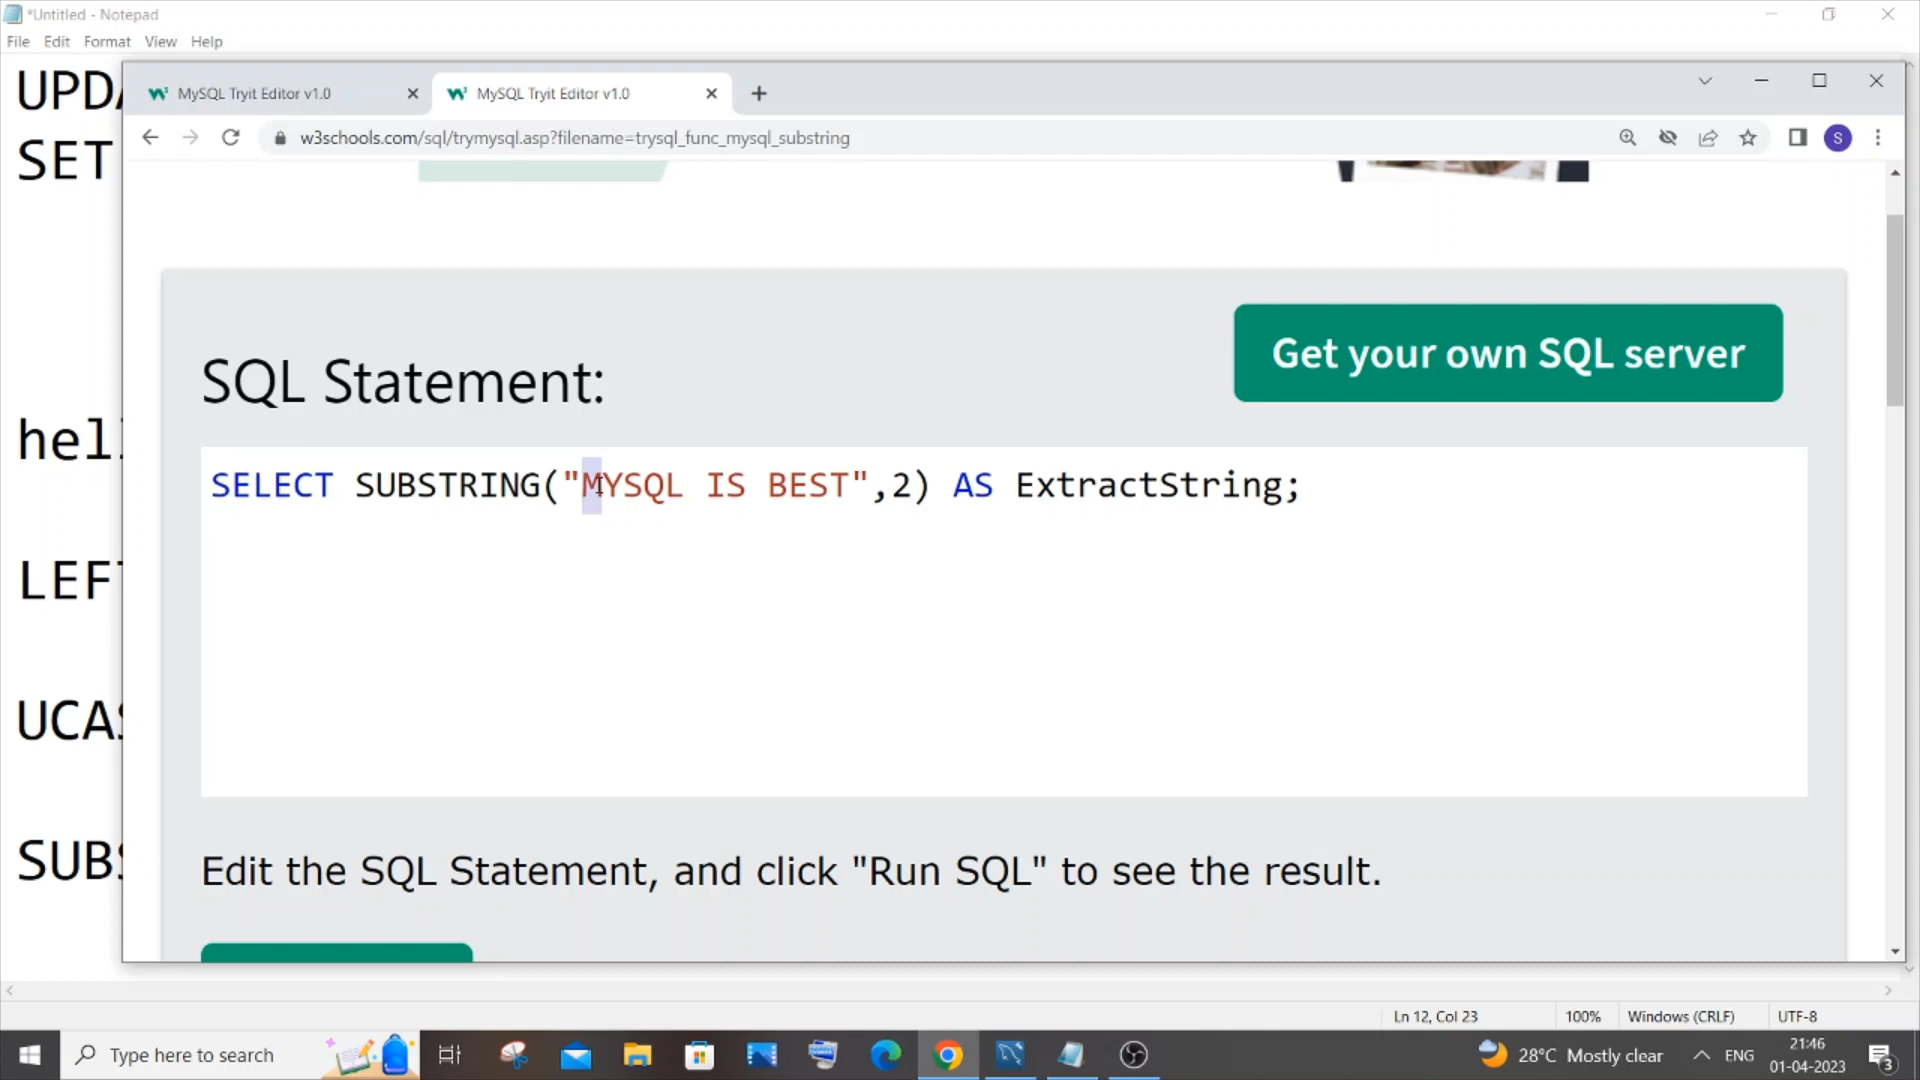 *Untitled - Notepad
File Edit Format View Help
UPDA
SET
hel
LEF
UCAS
SUBS
MySQL Tryit Editor v1.0
MySQL Tryit Editor v1.0
w3schools.com/sql/trymysql.asp?filename=trysql_func_mysql_substring
S
Get your own SQL server
SQL Statement:
SELECT SUBSTRING("MYSQL IS BEST",2) AS ExtractString;
Edit the SQL Statement, and click "Run SQL" to see the result.
Ln 12, Col 23
100%
Windows (CRLF)
UTF-8
Type here to search
28°C Mostly clear
ENG
21:46
01-04-2023
3